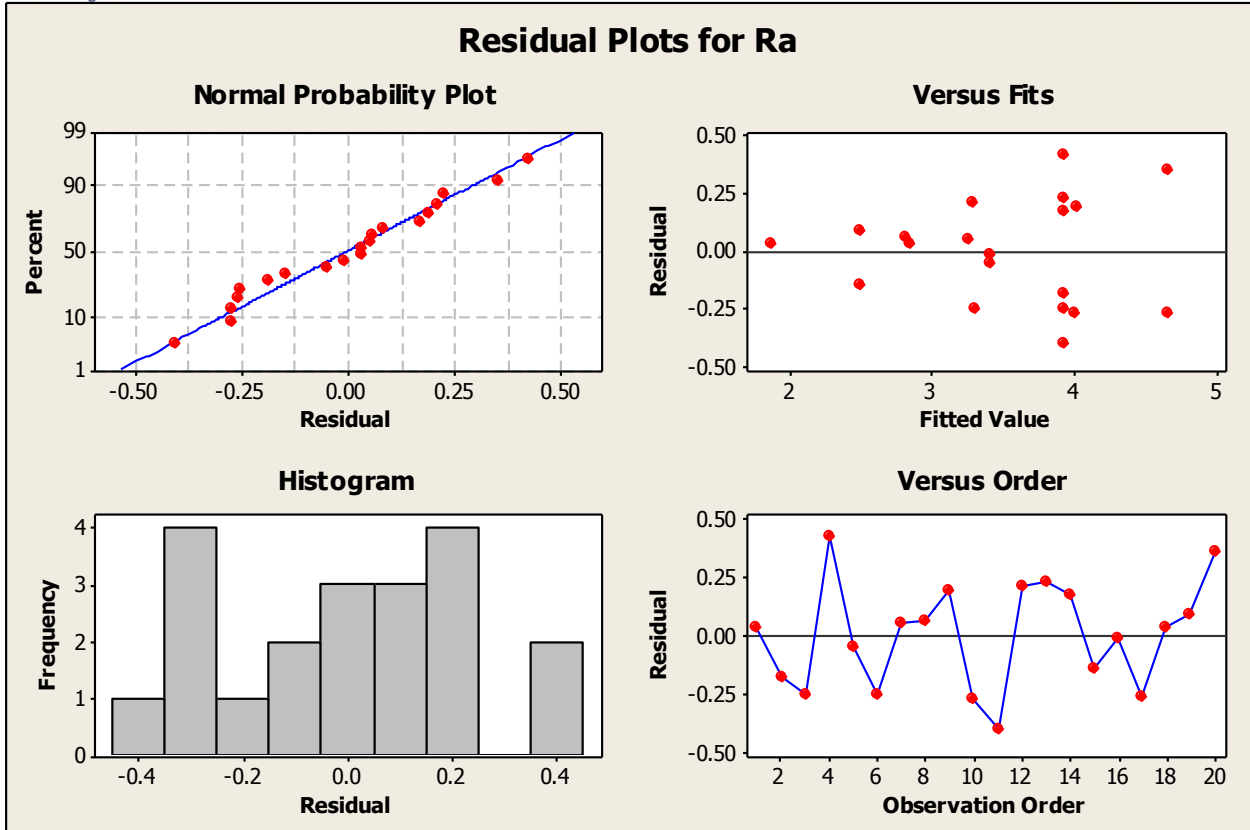 Residual Plots for Ra
Normal Probability Plot
99
90
50
10
1
Percent
-0.50 -0.25 0.00 0.25 0.50
Residual
Versus Fits
0.50
0.25
0.00
-0.25
-0.50
Residual
2 3 4 5
Fitted Value
Histogram
4
3
2
1
0
Frequency
-0.4 -0.2 0.0 0.2 0.4
Residual
Versus Order
0.50
0.25
0.00
-0.25
-0.50
Residual
2 4 6 8 10 12 14 16 18 20
Observation Order